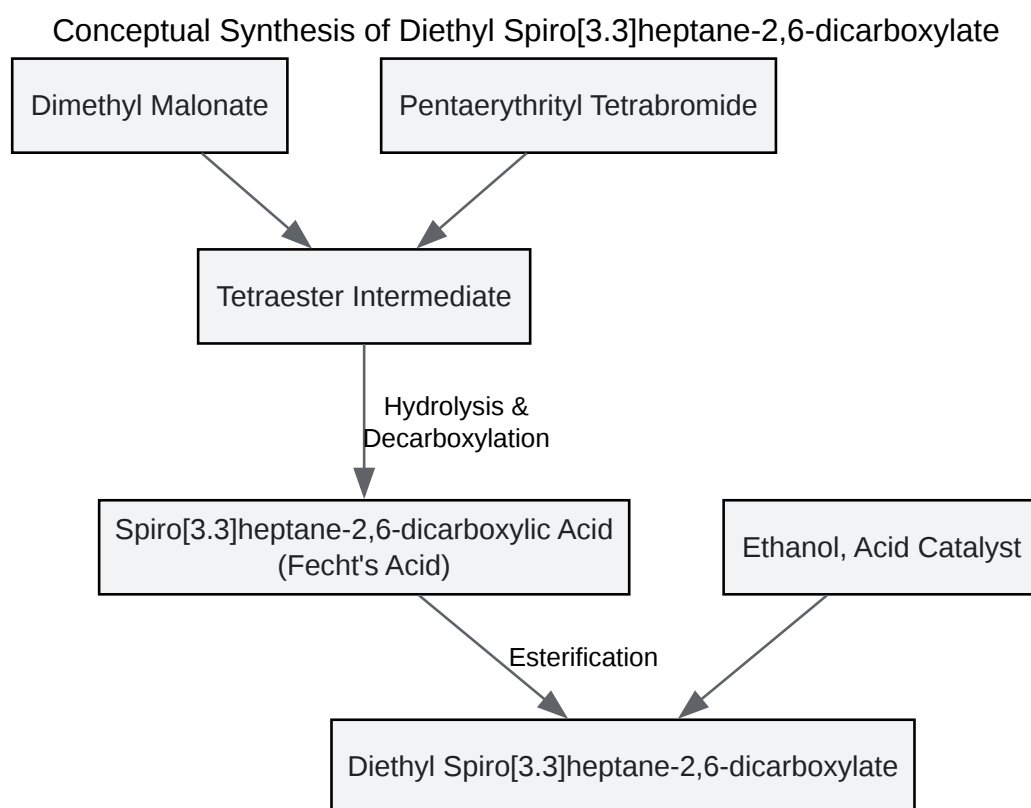 Conceptual Synthesis of Diethyl Spiro[3.3]heptane-2,6-dicarboxylate
Dimethyl Malonate
Pentaerythrityl Tetrabromide
Tetraester Intermediate
Hydrolysis &
Decarboxylation
Spiro[3.3]heptane-2,6-dicarboxylic Acid
(Fecht's Acid)
Ethanol, Acid Catalyst
Esterification
Diethyl Spiro[3.3]heptane-2,6-dicarboxylate